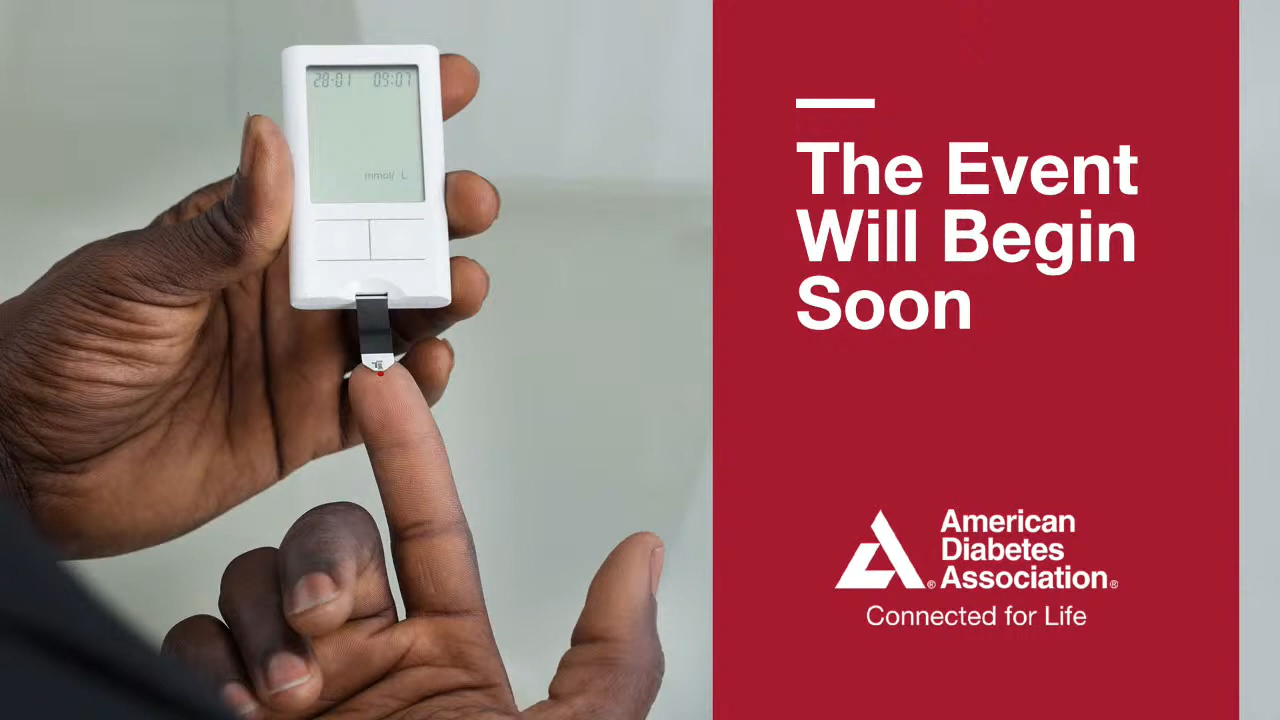 28-01 09:07
mmol/ L
The Event
Will Begin
Soon
American
Diabetes
Association®
Connected for Life